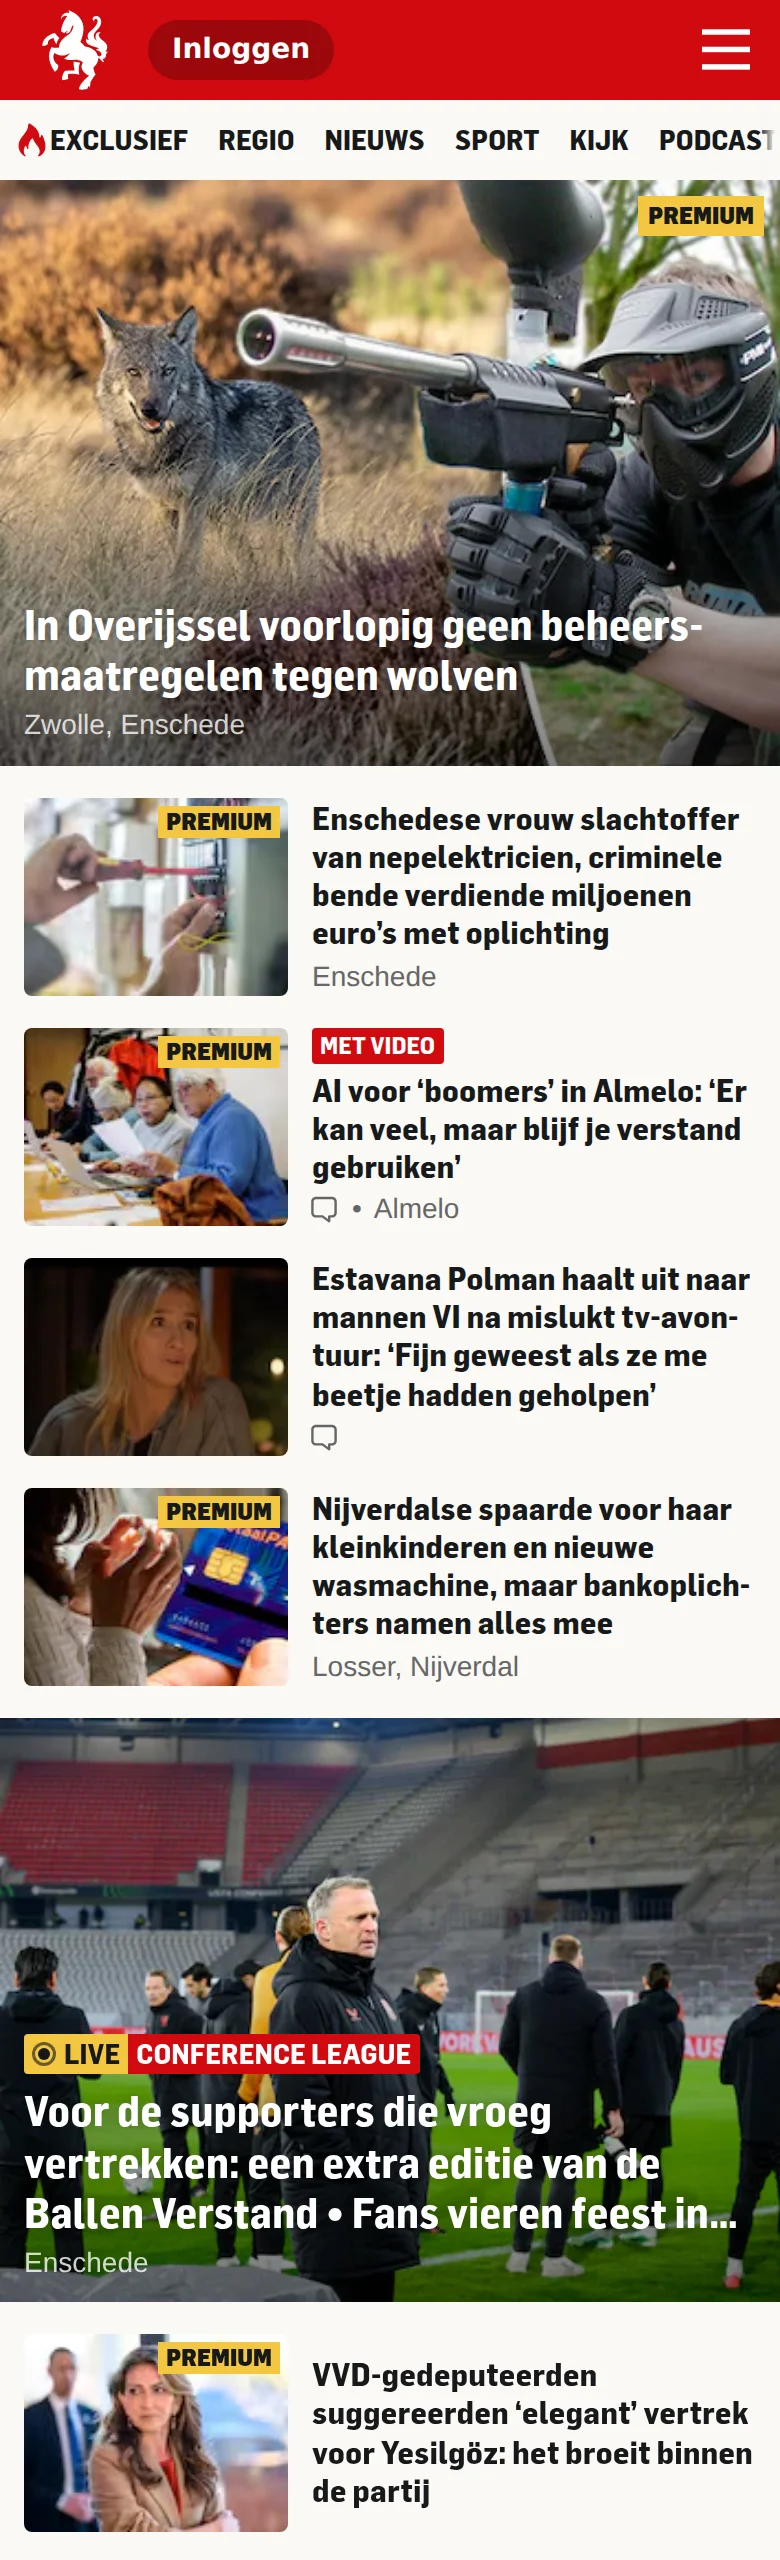 Inloggen
EXCLUSIEF REGIO NIEUWS SPORT KIJK PODCAST
PREMIUM
In Overijssel voorlopig geen beheers-
maatregelen tegen wolven
Zwolle, Enschede
PREMIUM
Enschedese vrouw slachtoffer
van nepelektricien, criminele
bende verdiende miljoenen
euro’s met oplichting
Enschede
PREMIUM
MET VIDEO
AI voor ‘boomers’ in Almelo: ‘Er
kan veel, maar blijf je verstand
gebruiken’
• Almelo
Estavana Polman haalt uit naar
mannen VI na mislukt tv-avon-
tuur: ‘Fijn geweest als ze me
beetje hadden geholpen’
PREMIUM
Nijverdalse spaarde voor haar
kleinkinderen en nieuwe
wasmachine, maar bankoplich-
ters namen alles mee
Losser, Nijverdal
LIVE CONFERENCE LEAGUE
Voor de supporters die vroeg
vertrekken: een extra editie van de
Ballen Verstand • Fans vieren feest in...
Enschede
PREMIUM
VVD-gedeputeerden
suggereerden ‘elegant’ vertrek
voor Yesilgöz: het broeit binnen
de partij